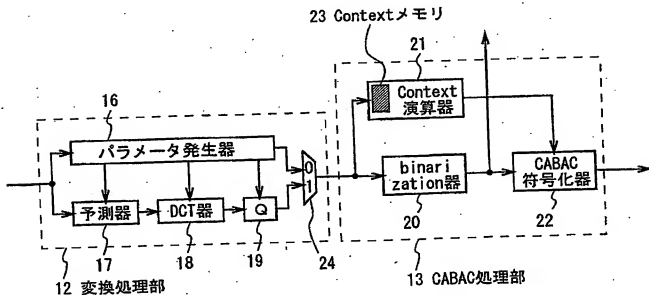 23 Contextメモリ
21
Context
演算器
16
パラメータ発生器
0
1
予測器
DCT器
Q
binari
zation器
CABAC
符号化器
17
18
19
24
20
22
12 変換処理部
13 CABAC処理部